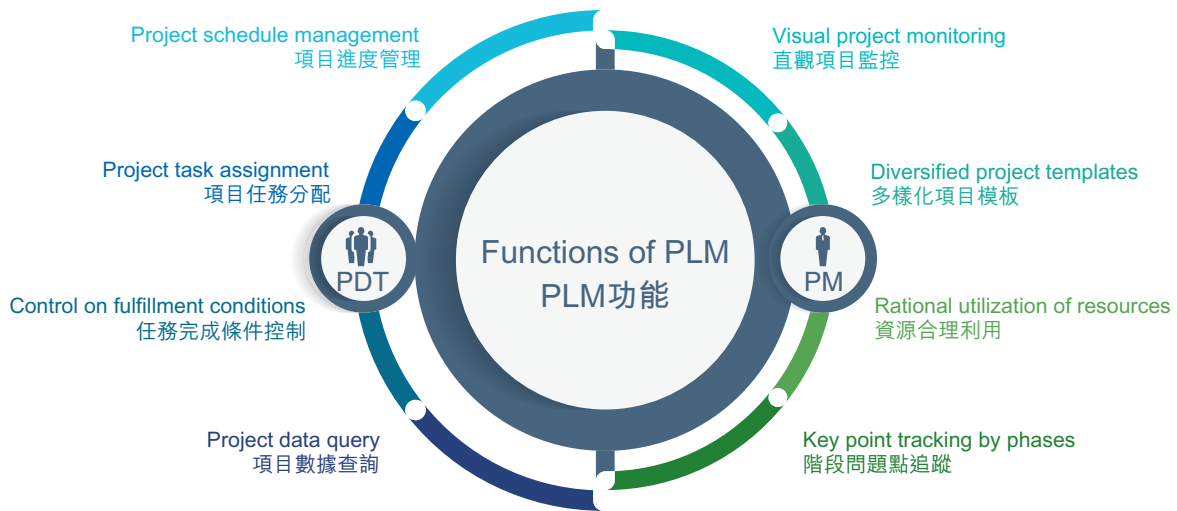 Project schedule management
項目進度管理
Visual project monitoring
直觀項目監控
Project task assignment
項目任務分配
Diversified project templates
多樣化項目模板
PDT
Functions of PLM
PLM功能
PM
Control on fulfillment conditions
任務完成條件控制
Rational utilization of resources
資源合理利用
Project data query
項目數據查詢
Key point tracking by phases
階段問題點追蹤